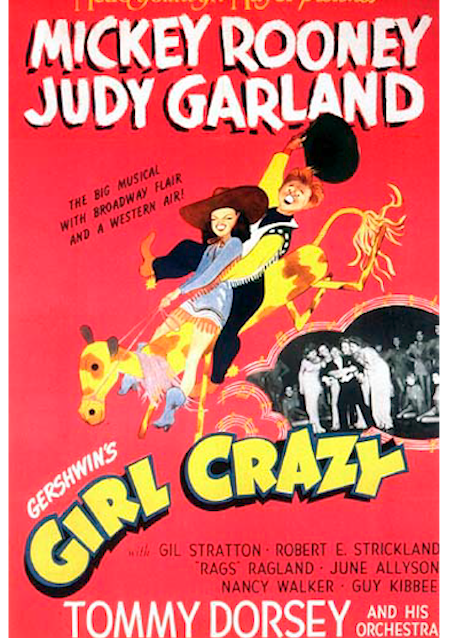 MICKEY ROONEY
JUDY GARLAND
THE BIG MUSICAL
WITH BROADWAY FLAIR
AND A WESTERN AIR!
GERSHWIN'S
GIRL CRAZY
with GIL STRATTON · ROBERT E. STRICKLAND
"RAGS" RAGLAND · JUNE ALLYSON
NANCY WALKER · GUY KIBBEE
TOMMY DORSEY AND HIS
ORCHESTRA